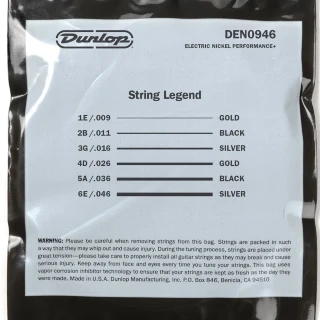 Dunlop
DEN0946
ELECTRIC NICKEL PERFORMANCE+
String Legend
1E/.009 GOLD
2B/.011 BLACK
3G/.016 SILVER
4D/.026 GOLD
5A/.036 BLACK
6E/.046 SILVER
WARNING: Please be careful when removing strings from this bag. Strings are packed in such
a way that they may whip out and cause injury. During the tuning process, strings are placed under
great tension—please take care to properly install all guitar strings as they may break and cause
serious injury. Keep away from face and eyes every time you tune your strings. This bag uses
vapor corrosion inhibitor technology to ensure that your strings are kept as fresh as the day they
were made. Made in U.S.A. Dunlop Manufacturing, Inc. P.O. Box 846, Benicia, CA 94510